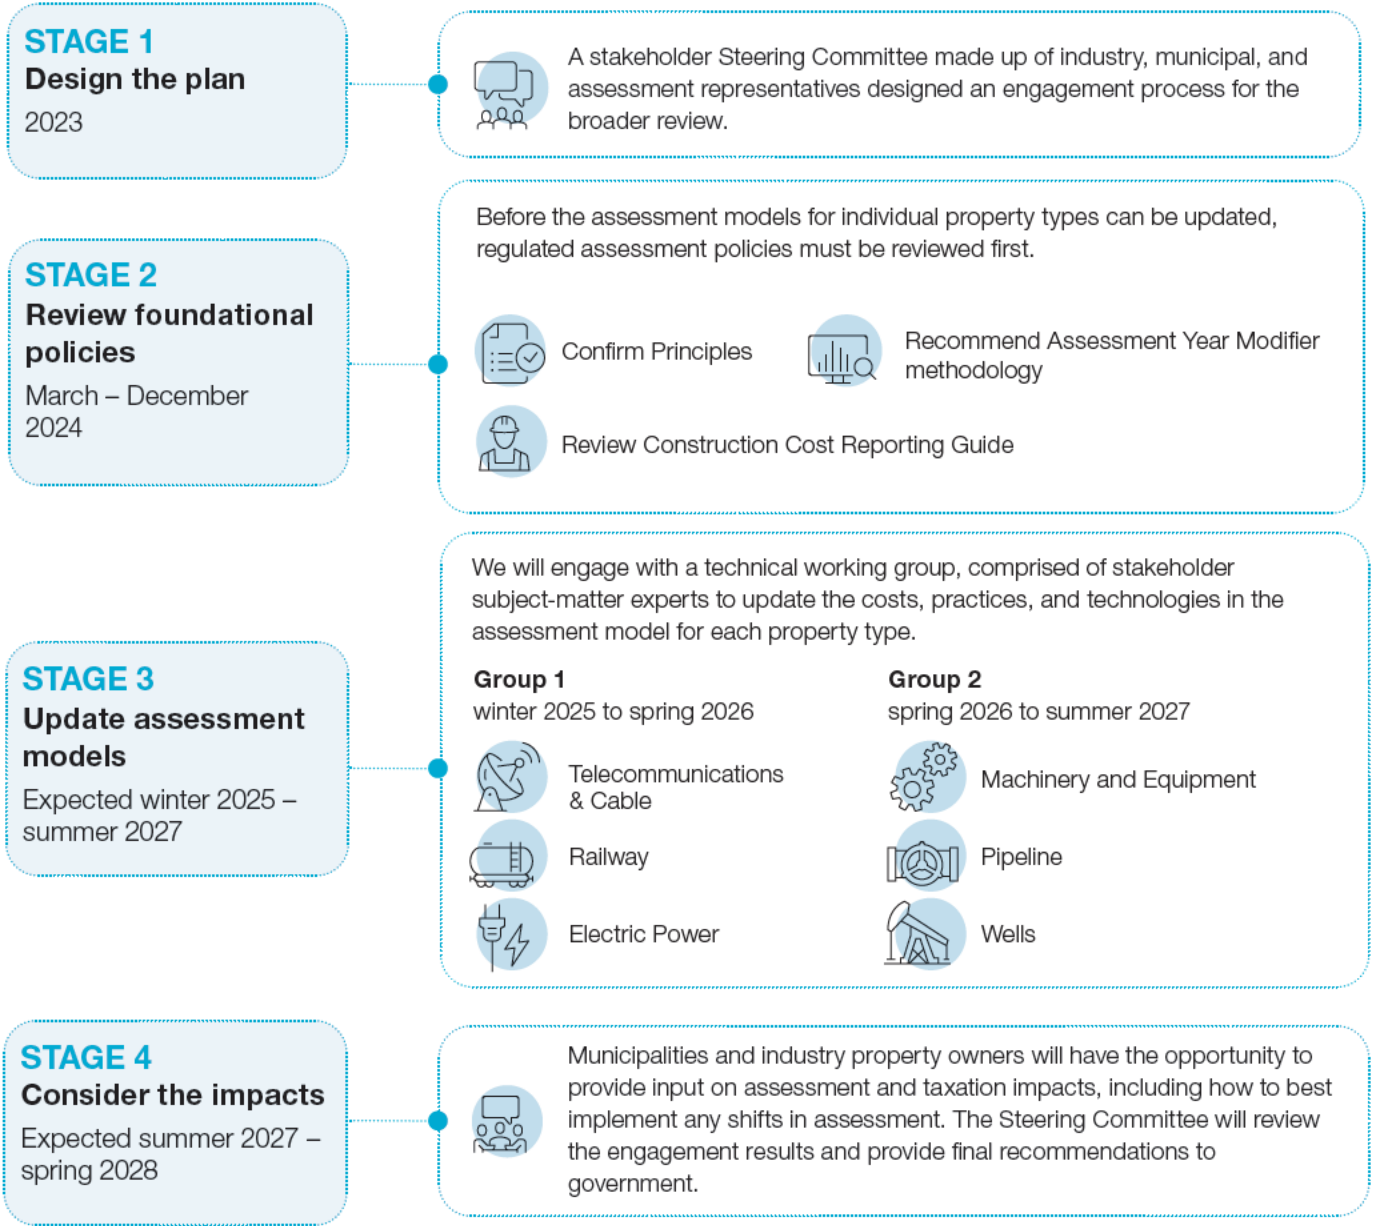 STAGE 1
Design the plan
2023
A stakeholder Steering Committee made up of industry, municipal, and
assessment representatives designed an engagement process for the
broader review.
STAGE 2
Review foundational
policies
March – December
2024
Before the assessment models for individual property types can be updated,
regulated assessment policies must be reviewed first.
Confirm Principles
Recommend Assessment Year Modifier
methodology
Review Construction Cost Reporting Guide
STAGE 3
Update assessment
models
Expected winter 2025 –
summer 2027
We will engage with a technical working group, comprised of stakeholder
subject-matter experts to update the costs, practices, and technologies in the
assessment model for each property type.
Group 1
winter 2025 to spring 2026
Telecommunications
& Cable
Railway
Electric Power
Group 2
spring 2026 to summer 2027
Machinery and Equipment
Pipeline
Wells
STAGE 4
Consider the impacts
Expected summer 2027 –
spring 2028
Municipalities and industry property owners will have the opportunity to
provide input on assessment and taxation impacts, including how to best
implement any shifts in assessment. The Steering Committee will review
the engagement results and provide final recommendations to
government.